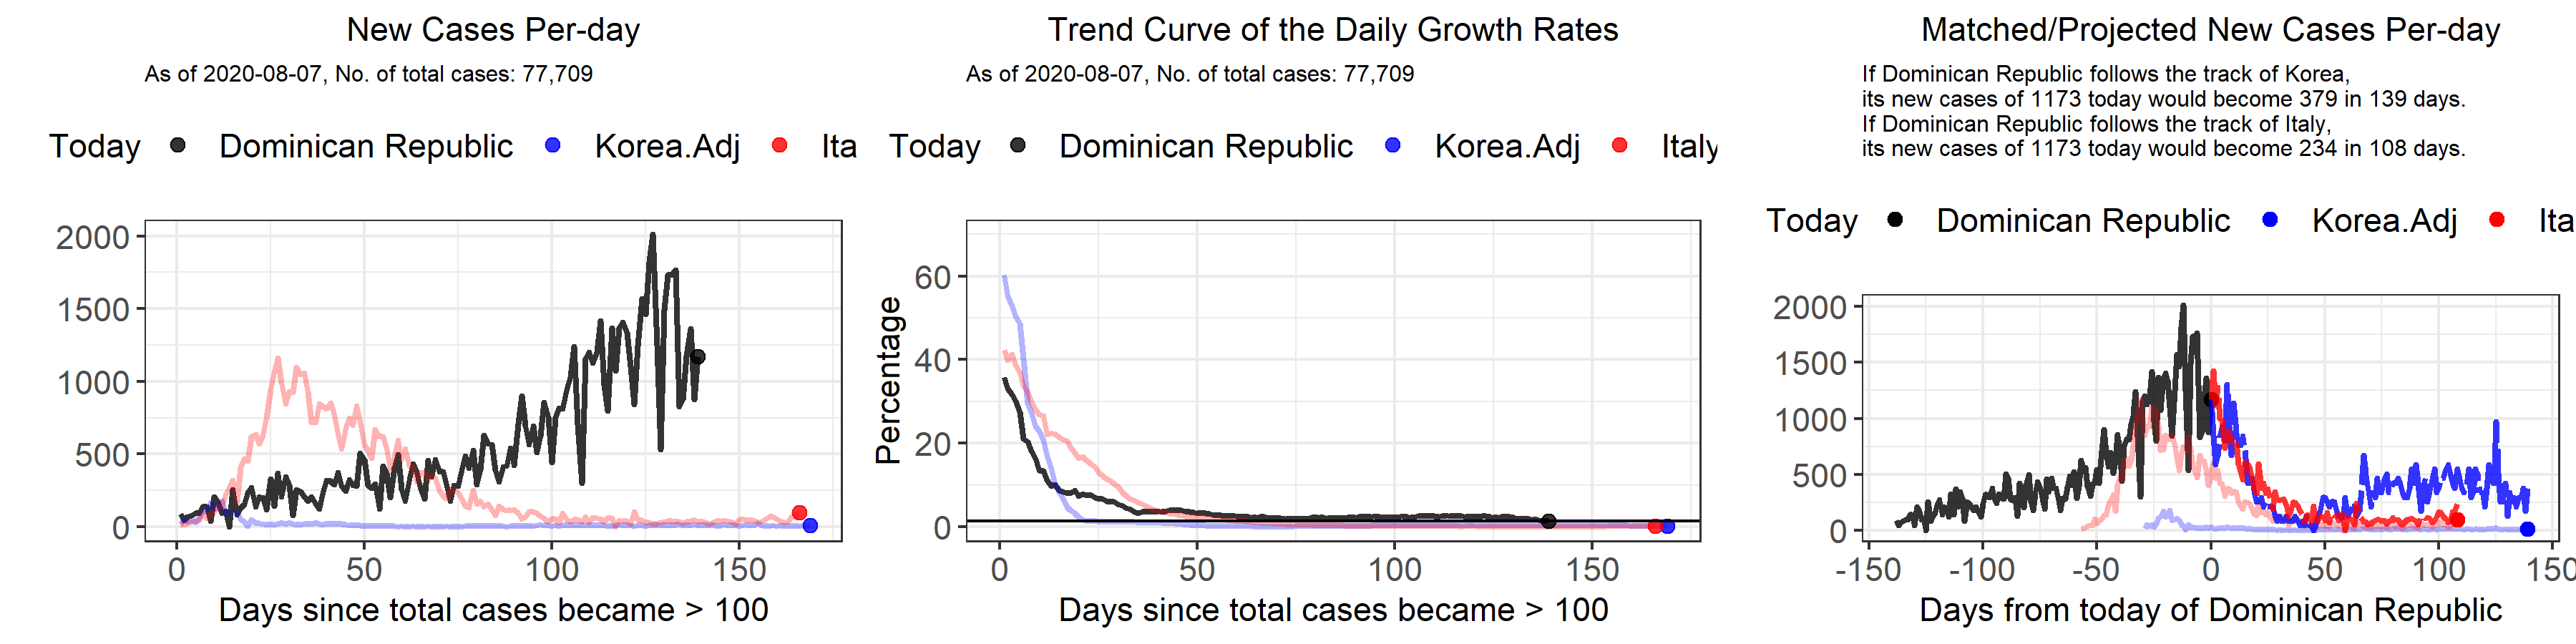 New Cases Per-day
As of 2020-08-07, No. of total cases: 77,709
Today Dominican Republic Korea.Adj Ita
2000
1500
1000
500
0
0 50 100 150
Days since total cases became > 100
Trend Curve of the Daily Growth Rates
As of 2020-08-07, No. of total cases: 77,709
Today Dominican Republic Korea.Adj Italy
Percentage
60
40
20
0
0 50 100 150
Days since total cases became > 100
Matched/Projected New Cases Per-day
If Dominican Republic follows the track of Korea,
its new cases of 1173 today would become 379 in 139 days.
If Dominican Republic follows the track of Italy,
its new cases of 1173 today would become 234 in 108 days.
Today Dominican Republic Korea.Adj Ita
2000
1500
1000
500
0
-150 -100 -50 0 50 100 150
Days from today of Dominican Republic